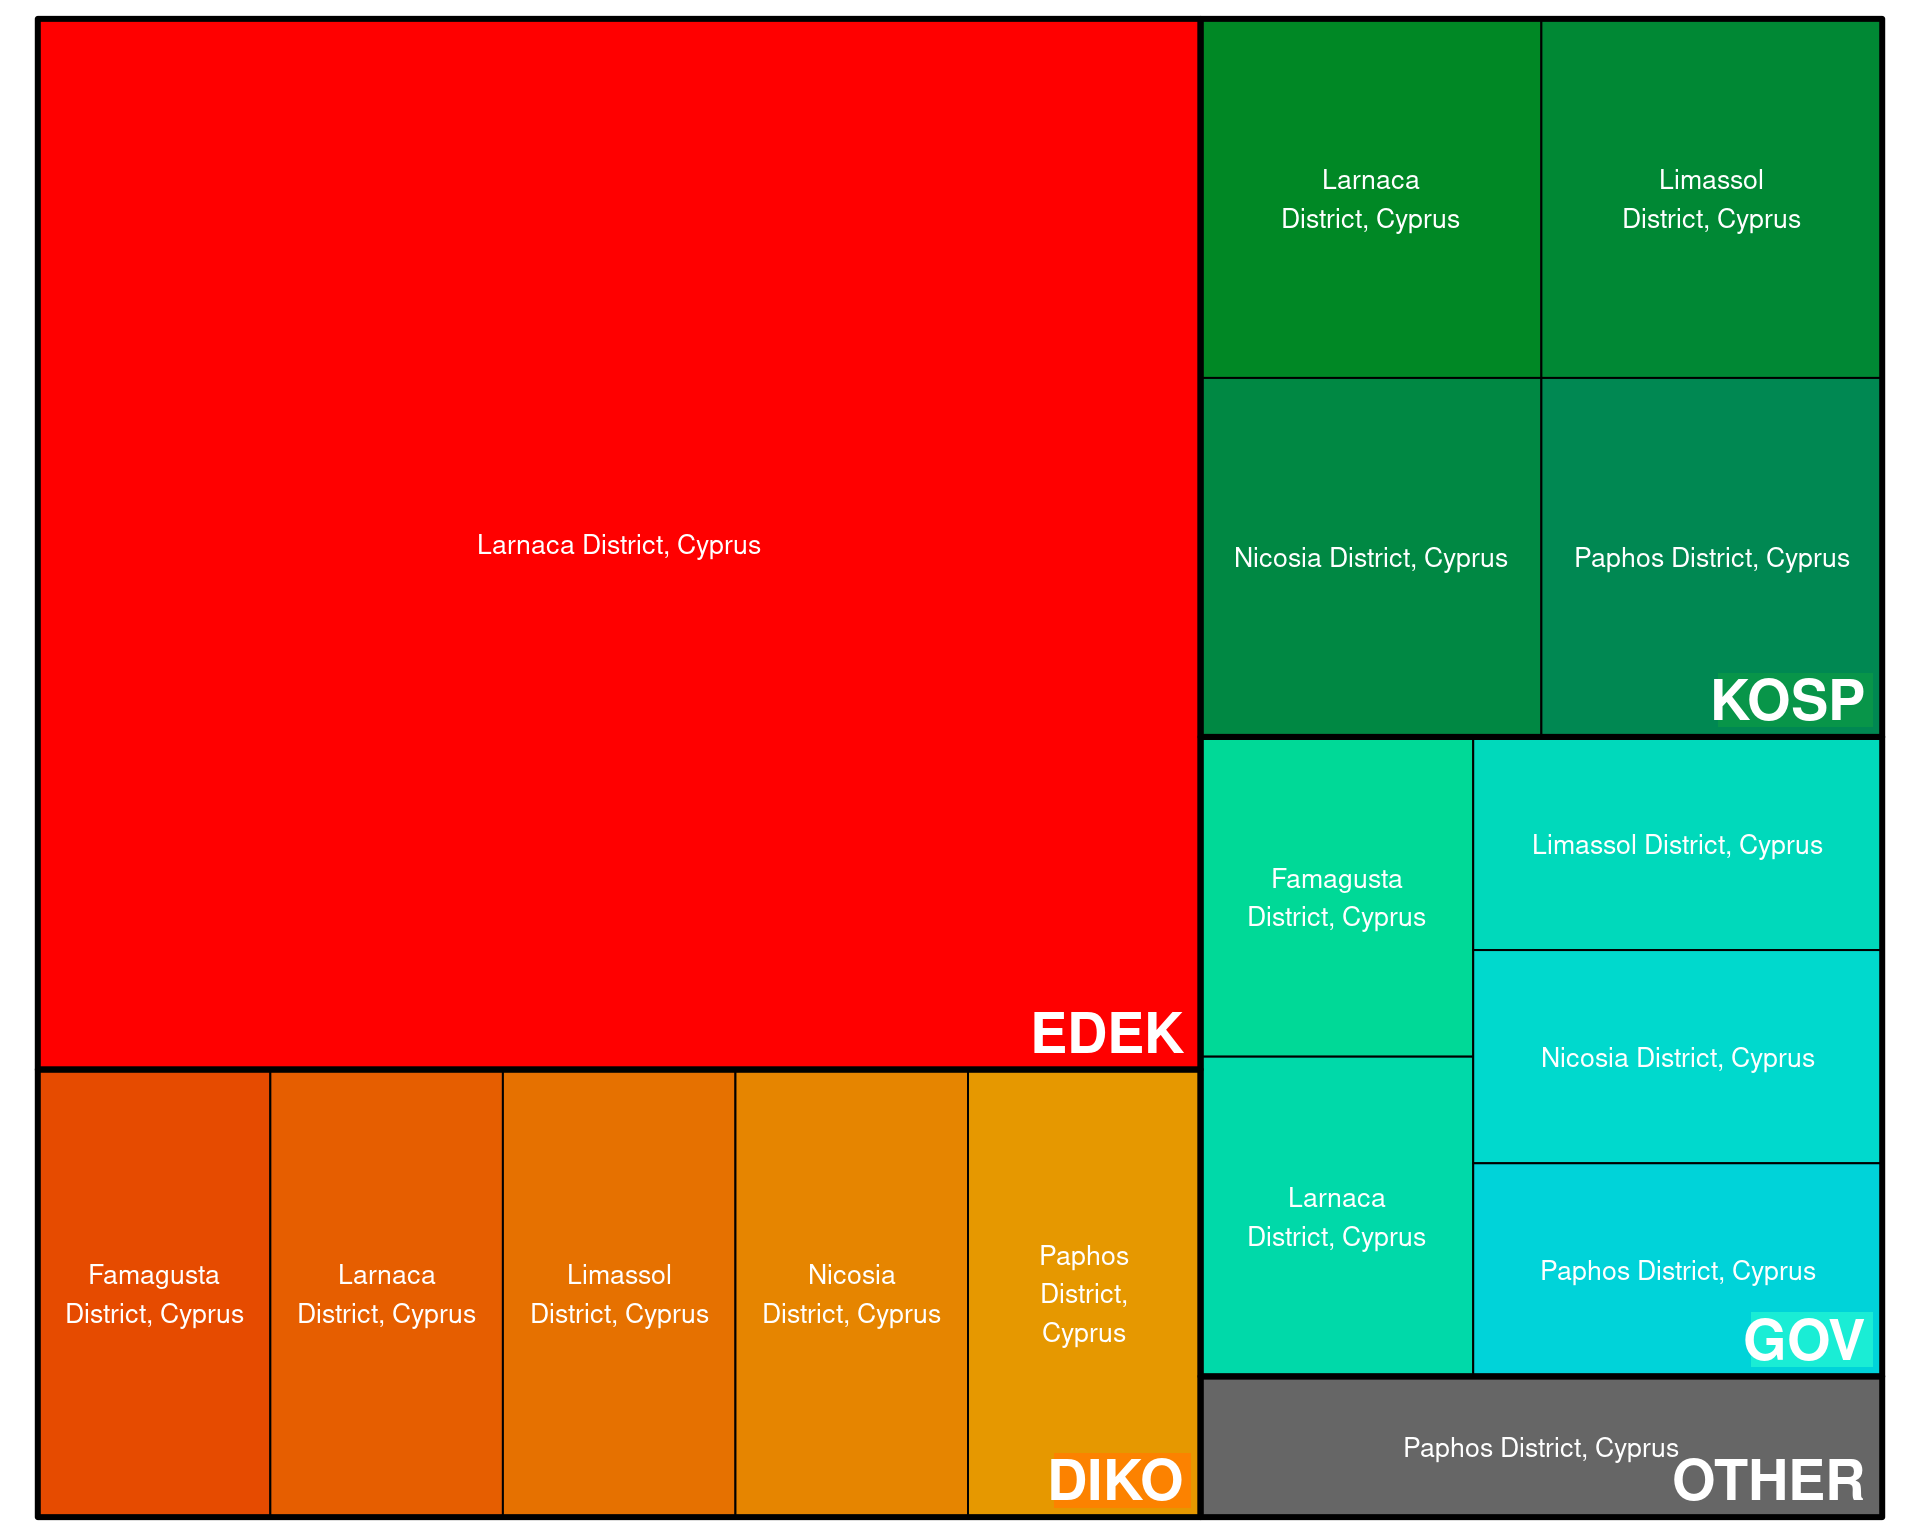 Larnaca District, Cyprus
EDEK
Famagusta
District, Cyprus
Larnaca
District, Cyprus
Limassol
District, Cyprus
Nicosia
District, Cyprus
Paphos
District,
Cyprus
DIKO
Larnaca
District, Cyprus
Limassol
District, Cyprus
Nicosia District, Cyprus
Paphos District, Cyprus
KOSP
Famagusta
District, Cyprus
Larnaca
District, Cyprus
Limassol District, Cyprus
Nicosia District, Cyprus
Paphos District, Cyprus
GOV
Paphos District, Cyprus
OTHER